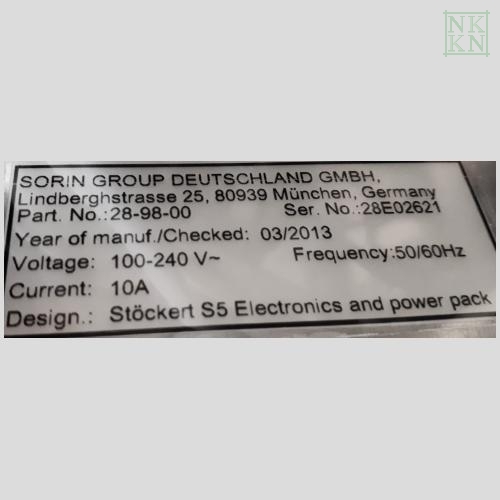 NK
KN
SORIN GROUP DEUTSCHLAND GMBH,
Lindberghstrasse 25, 80939 München, Germany
Part. No.:28-98-00 Ser. No.:28E02621
Year of manuf./Checked: 03/2013
Voltage: 100-240 V~ Frequency:50/60Hz
Current: 10A
Design.: Stöckert S5 Electronics and power pack